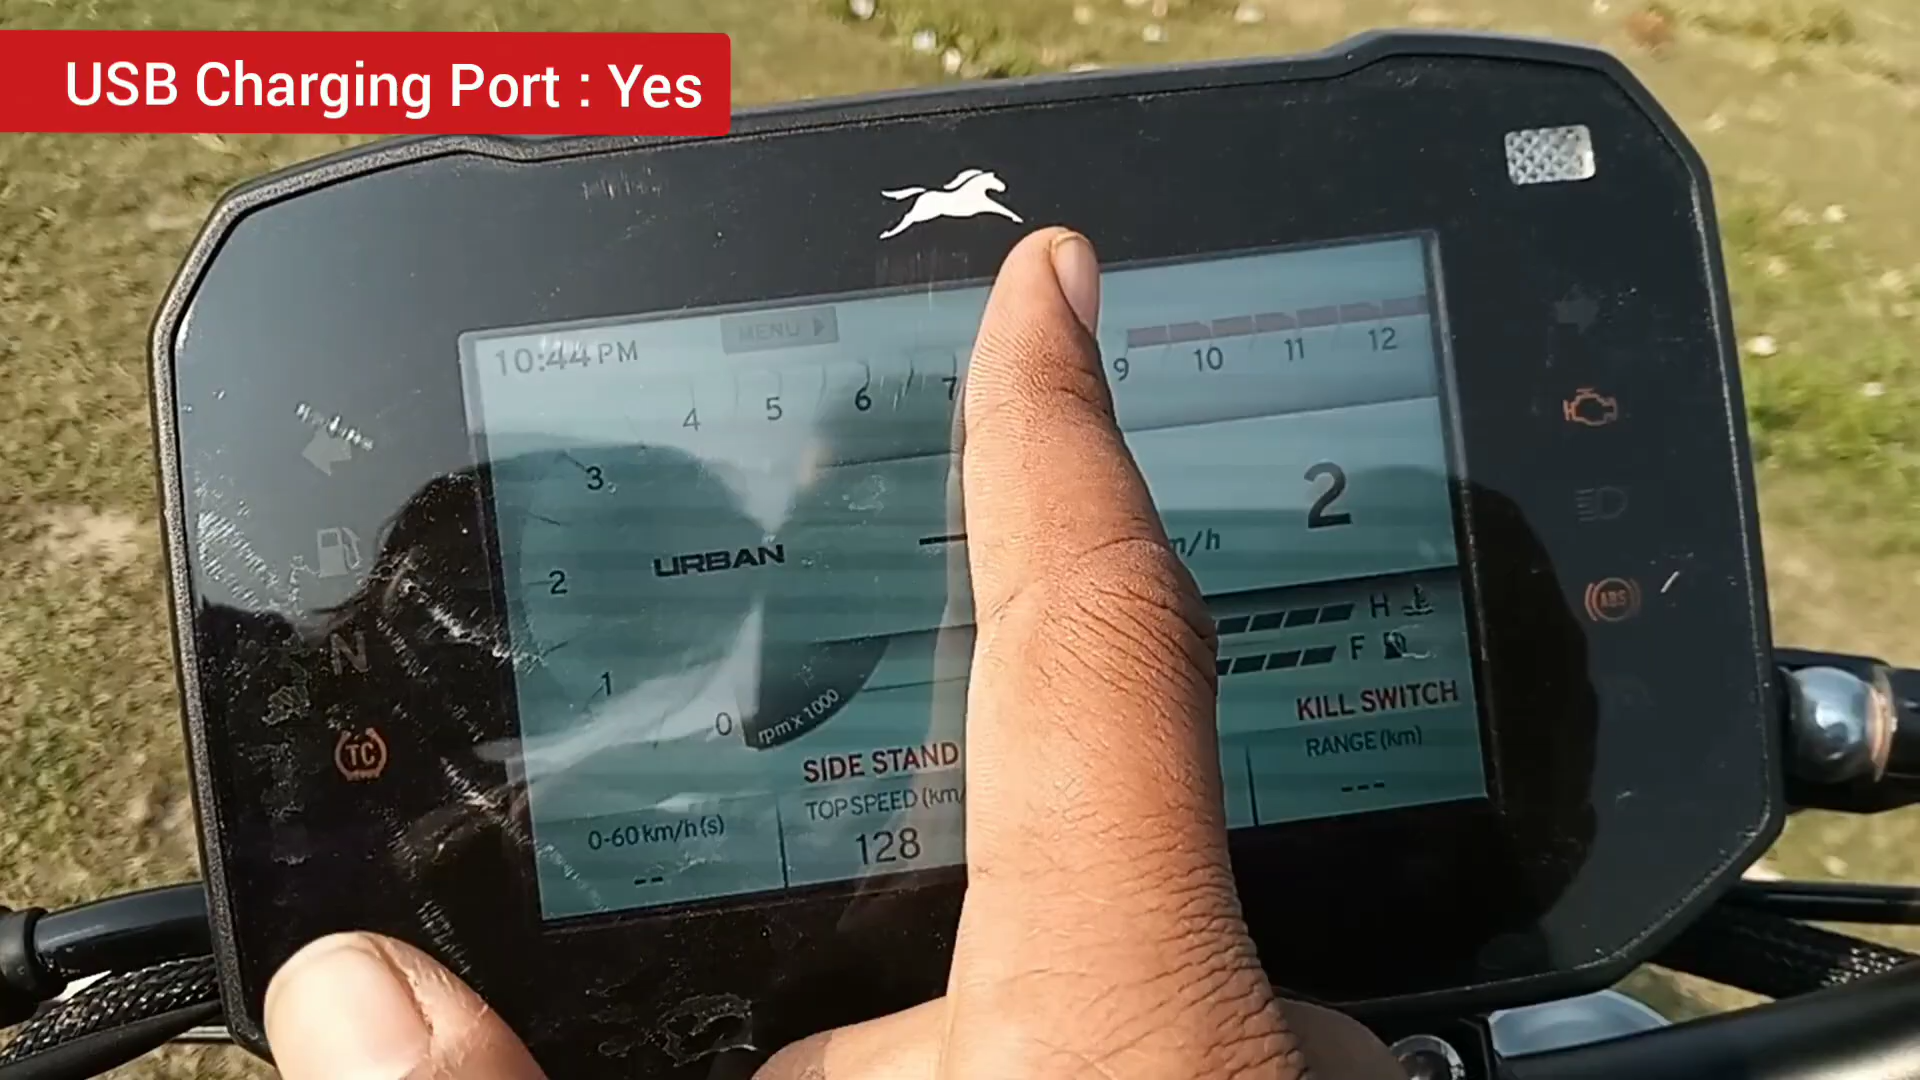 USB Charging Port : Yes
10:44 PM
MENU
4 5 6 7 9 10 11 12
3
2
1
0
rpm x 1000
URBAN
2
H
F
N
TC
ABS
SIDE STAND
KILL SWITCH
TOP SPEED (km/
128
RANGE (km)
---
0-60 km/h (s)
--